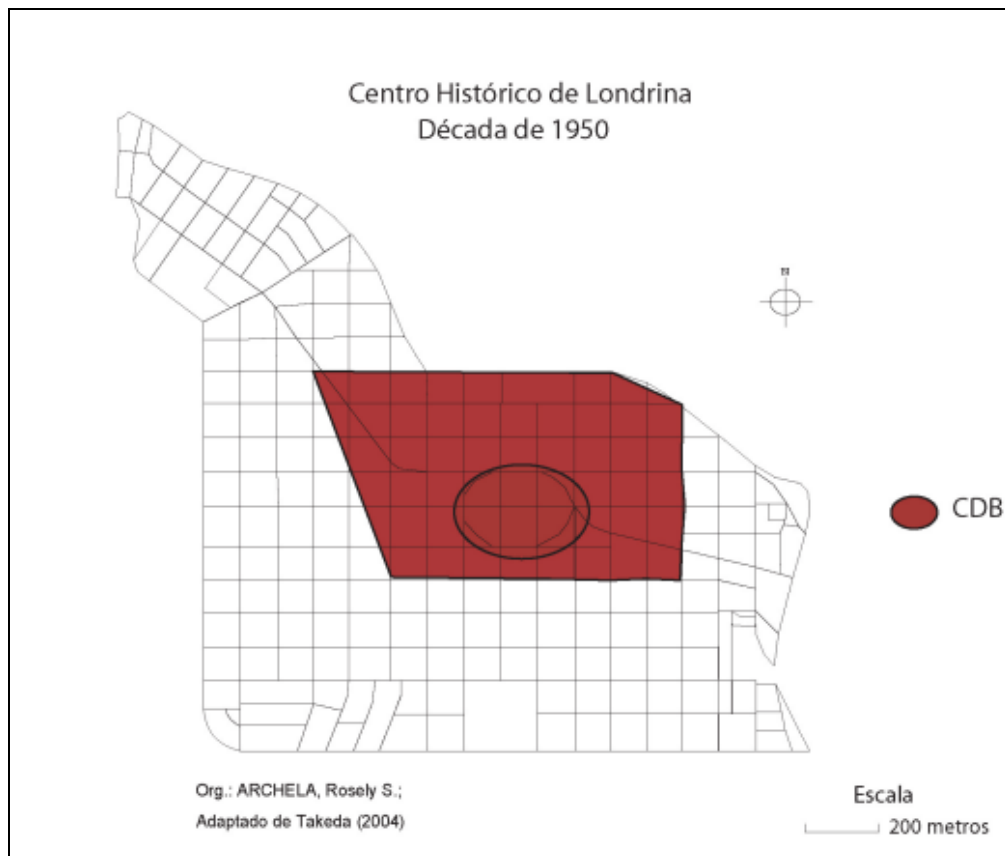 Centro Histórico de Londrina
Década de 1950
N
CDB
Org.: ARCHELA, Rosely S.;
Adaptado de Takeda (2004)
Escala
200 metros